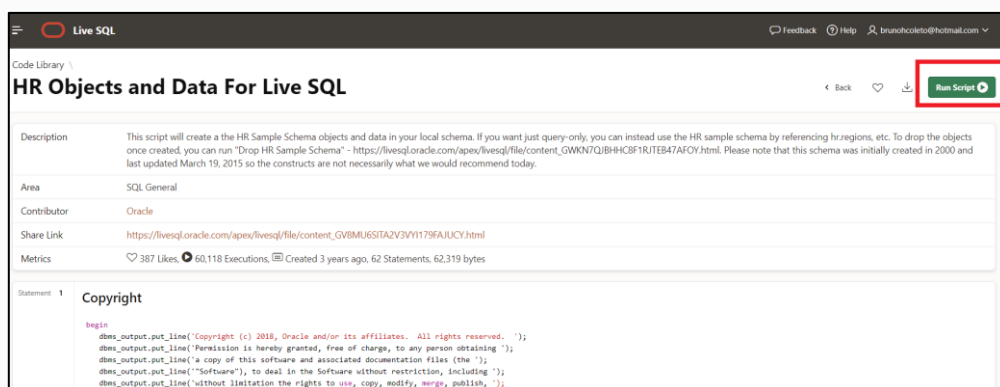 Live SQL
Feedback Help brunohcoleto@hotmail.com
Code Library \
HR Objects and Data For Live SQL
Back
Run Script
Description This script will create a the HR Sample Schema objects and data in your local schema. If you want just query-only, you can instead use the HR sample schema by referencing hr.regions, etc. To drop the objects
once created, you can run "Drop HR Sample Schema" - https://livesql.oracle.com/apex/livesql/file/content_GWKN7QJBHHC8F1RJTEB47AFOY.html. Please note that this schema was initially created in 2000 and
last updated March 19, 2015 so the constructs are not necessarily what we would recommend today.
Area SQL General
Contributor Oracle
Share Link https://livesql.oracle.com/apex/livesql/file/content_GV8MU6SITA2V3VYI179FAJUCY.html
Metrics 387 Likes, 60,118 Executions, Created 3 years ago, 62 Statements, 62,319 bytes
Statement 1 Copyright
begin
dbms_output.put_line('Copyright (c) 2018, Oracle and/or its affiliates. All rights reserved. ');
dbms_output.put_line('Permission is hereby granted, free of charge, to any person obtaining ');
dbms_output.put_line('a copy of this software and associated documentation files (the ');
dbms_output.put_line('"Software"), to deal in the Software without restriction, including ');
dbms_output.put_line('without limitation the rights to use, copy, modify, merge, publish, ');